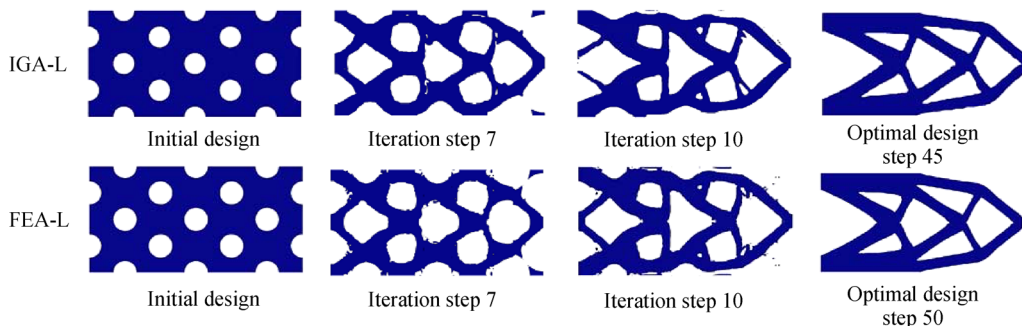 IGA-L
Initial design
Iteration step 7
Iteration step 10
Optimal design
step 45
FEA-L
Initial design
Iteration step 7
Iteration step 10
Optimal design
step 50